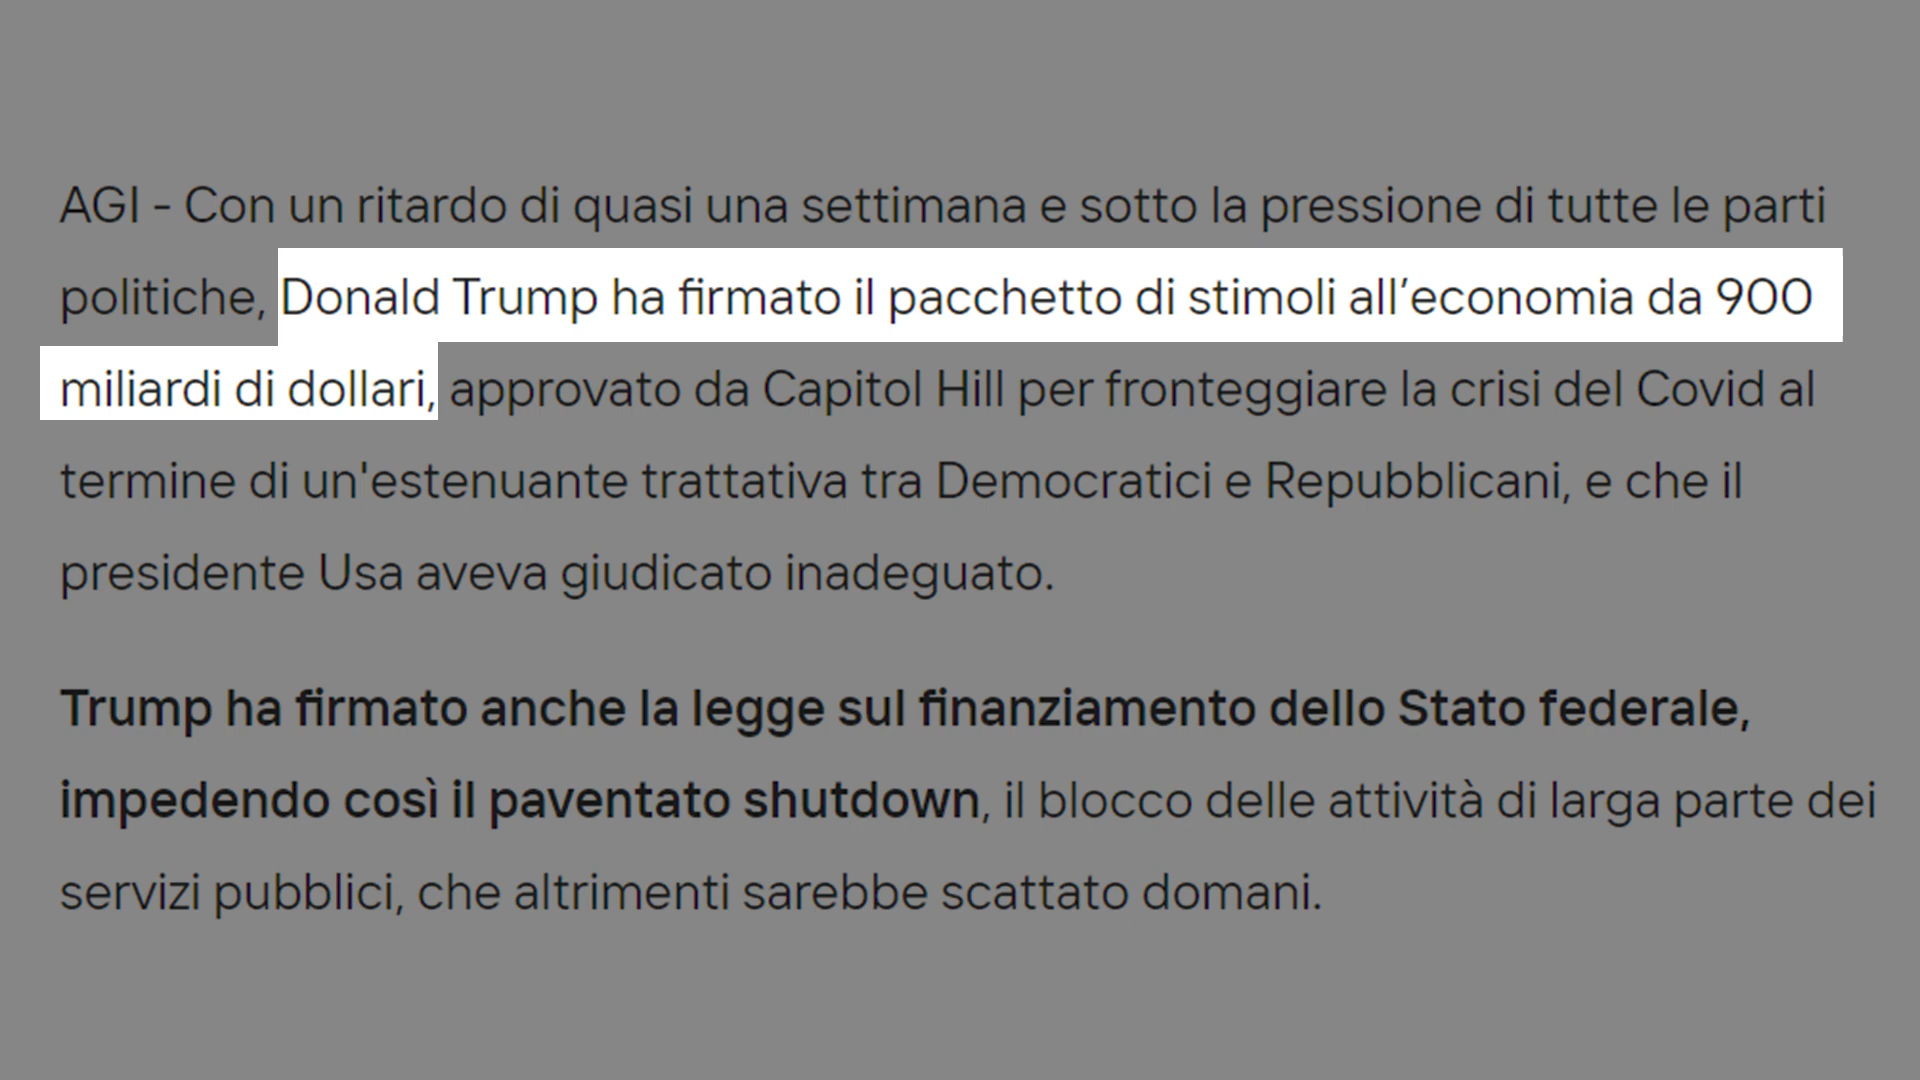 AGI - Con un ritardo di quasi una settimana e sotto la pressione di tutte le parti
politiche, Donald Trump ha firmato il pacchetto di stimoli all’economia da 900
miliardi di dollari, approvato da Capitol Hill per fronteggiare la crisi del Covid al
termine di un'estenuante trattativa tra Democratici e Repubblicani, e che il
presidente Usa aveva giudicato inadeguato.
Trump ha firmato anche la legge sul finanziamento dello Stato federale,
impedendo così il paventato shutdown, il blocco delle attività di larga parte dei
servizi pubblici, che altrimenti sarebbe scattato domani.